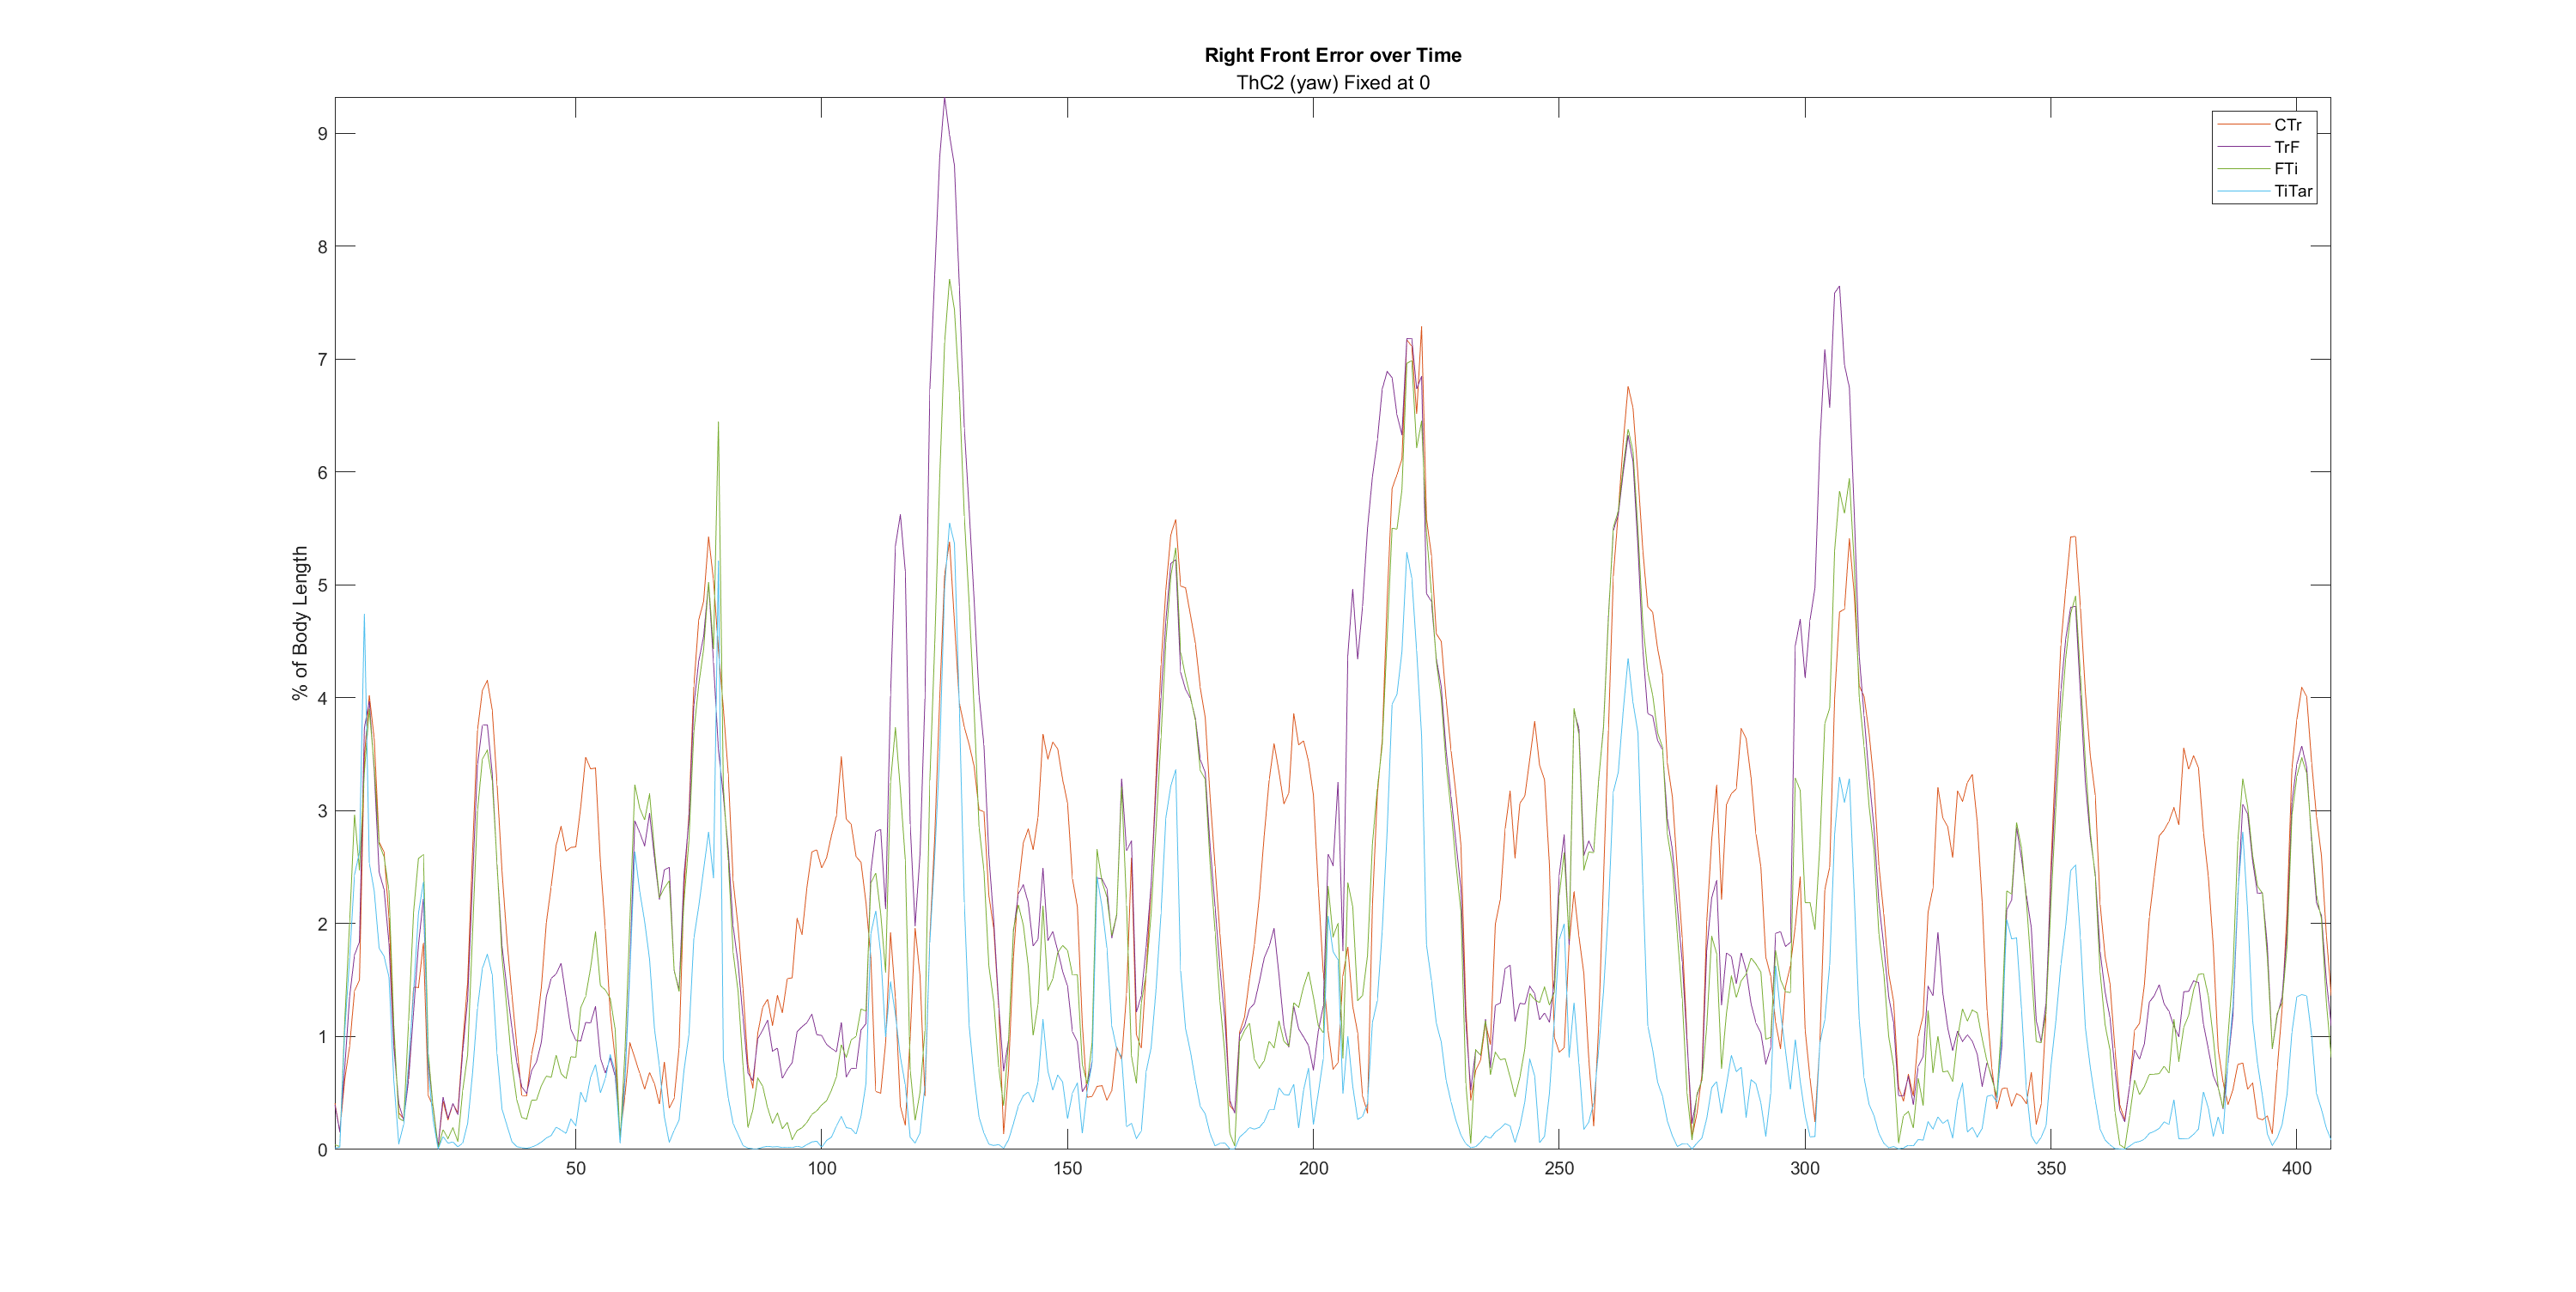 Right Front Error over Time
ThC2 (yaw) Fixed at 0
CTr
TrF
FTi
TiTar
% of Body Length
9
8
7
6
5
4
3
2
1
0
50 100 150 200 250 300 350 400